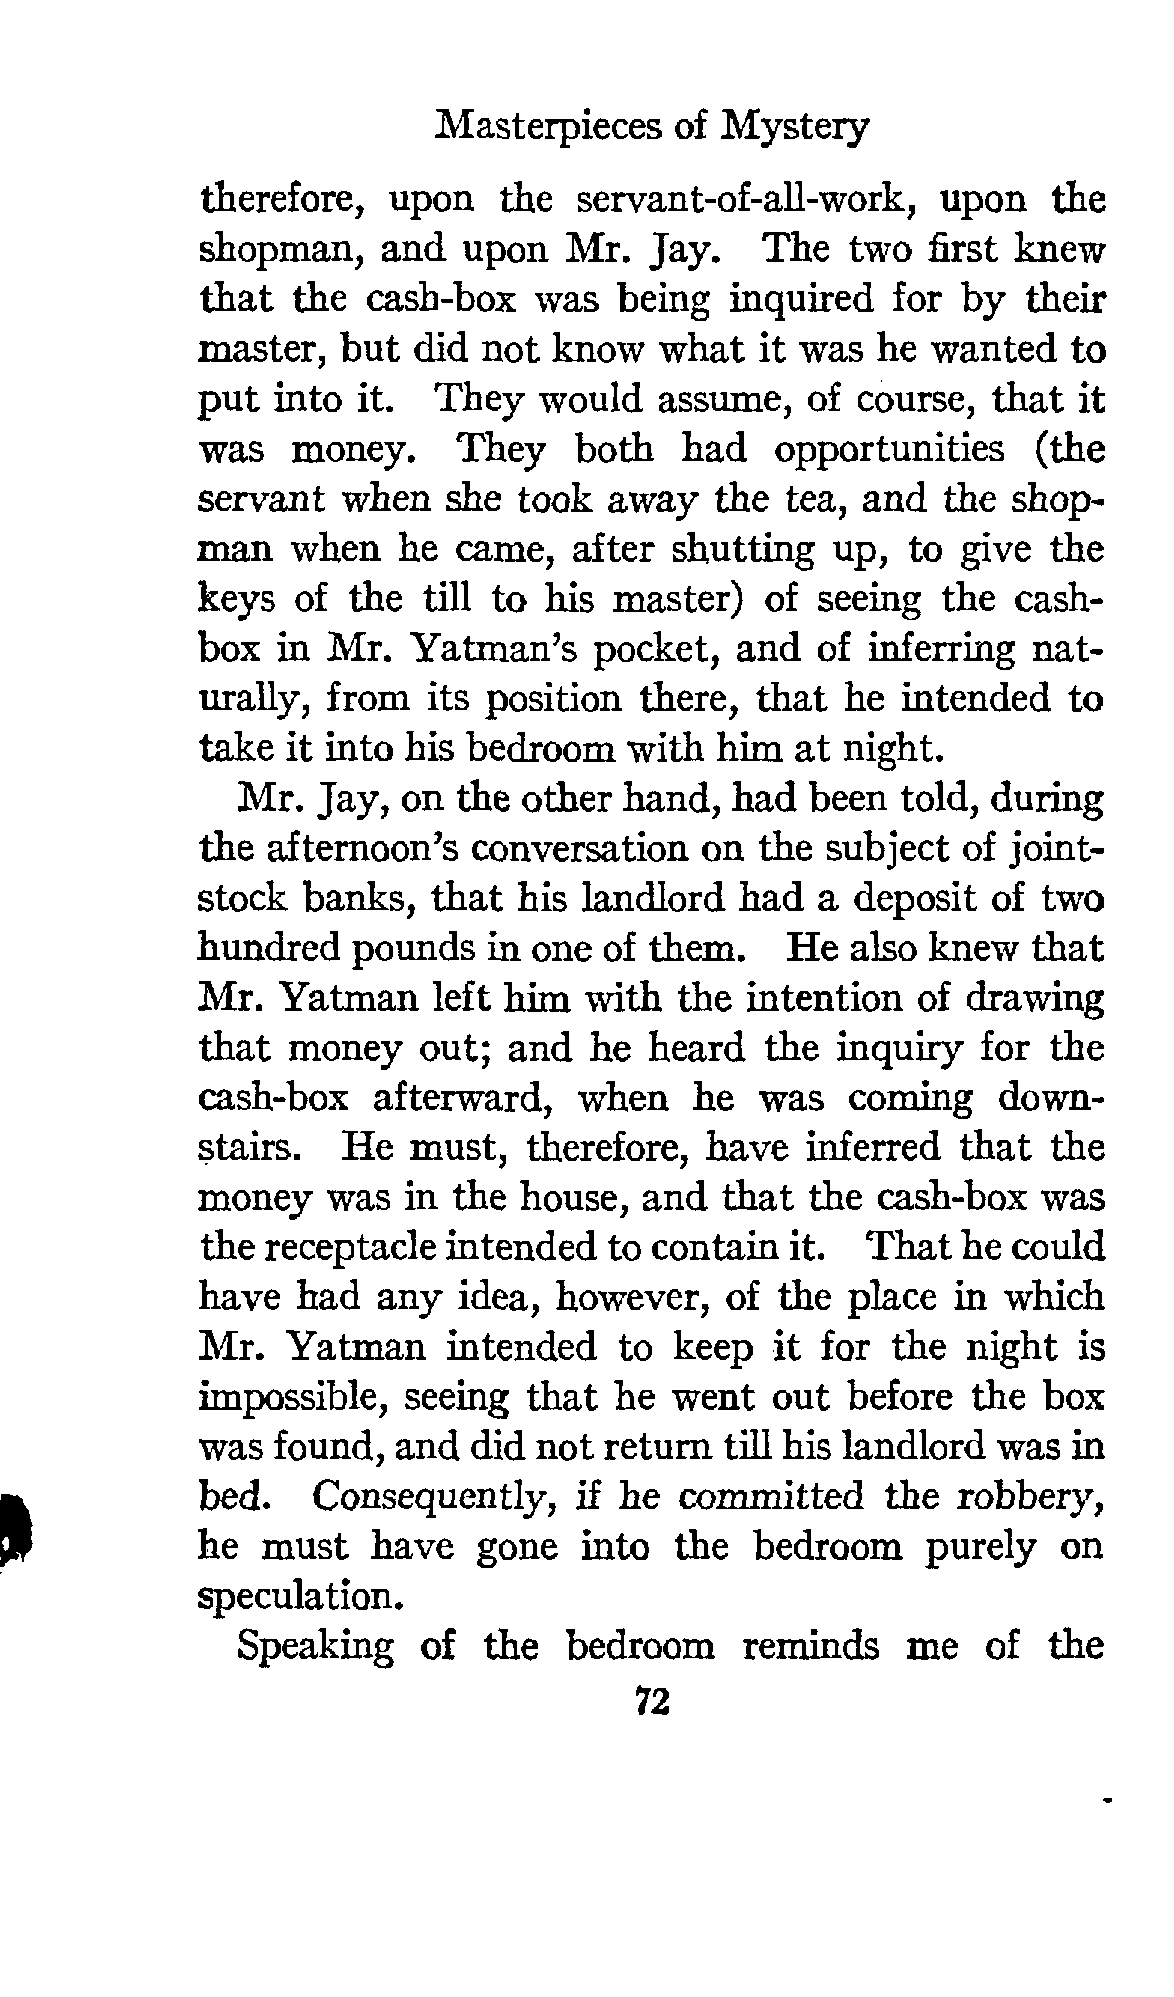 Masterpieces of Mystery
therefore, upon the servant-of-all-work, upon the
shopman, and upon Mr. Jay. The two first knew
that the cash-box was being inquired for by their
master, but did not know what it was he wanted to
put into it. They would assume, of course, that it
was money. They both had opportunities (the
servant when she took away the tea, and the shop-
man when he came, after shutting up, to give the
keys of the till to his master) of seeing the cash-
box in Mr. Yatman's pocket, and of inferring nat-
urally, from its position there, that he intended to
take it into his bedroom with him at night.
Mr. Jay, on the other hand, had been told, during
the afternoon's conversation on the subject of joint-
stock banks, that his landlord had a deposit of two
hundred pounds in one of them. He also knew that
Mr. Yatman left him with the intention of drawing
that money out; and he heard the inquiry for the
cash-box afterward, when he was coming down-
stairs. He must, therefore, have inferred that the
money was in the house, and that the cash-box was
the receptacle intended to contain it. That he could
have had any idea, however, of the place in which
Mr. Yatman intended to keep it for the night is
impossible, seeing that he went out before the box
was found, and did not return till his landlord was in
bed. Consequently, if he committed the robbery,
he must have gone into the bedroom purely on
speculation.
Speaking of the bedroom reminds me of the
72